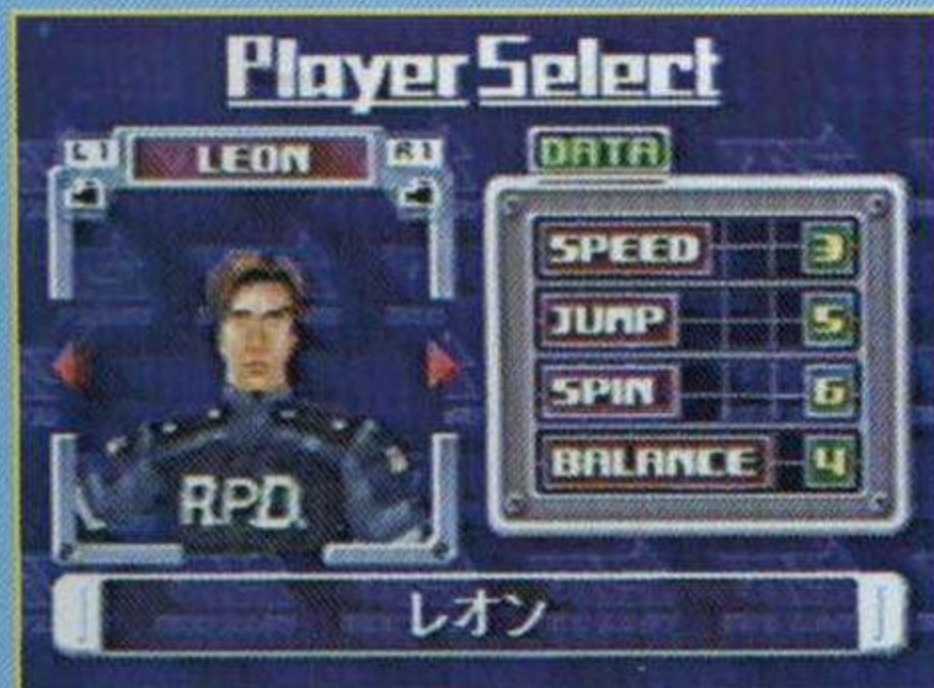 Player Select
L1 LEON R1
DATA
SPEED 3
JUMP 5
SPIN 6
BALANCE 4
R.P.D.
レオン